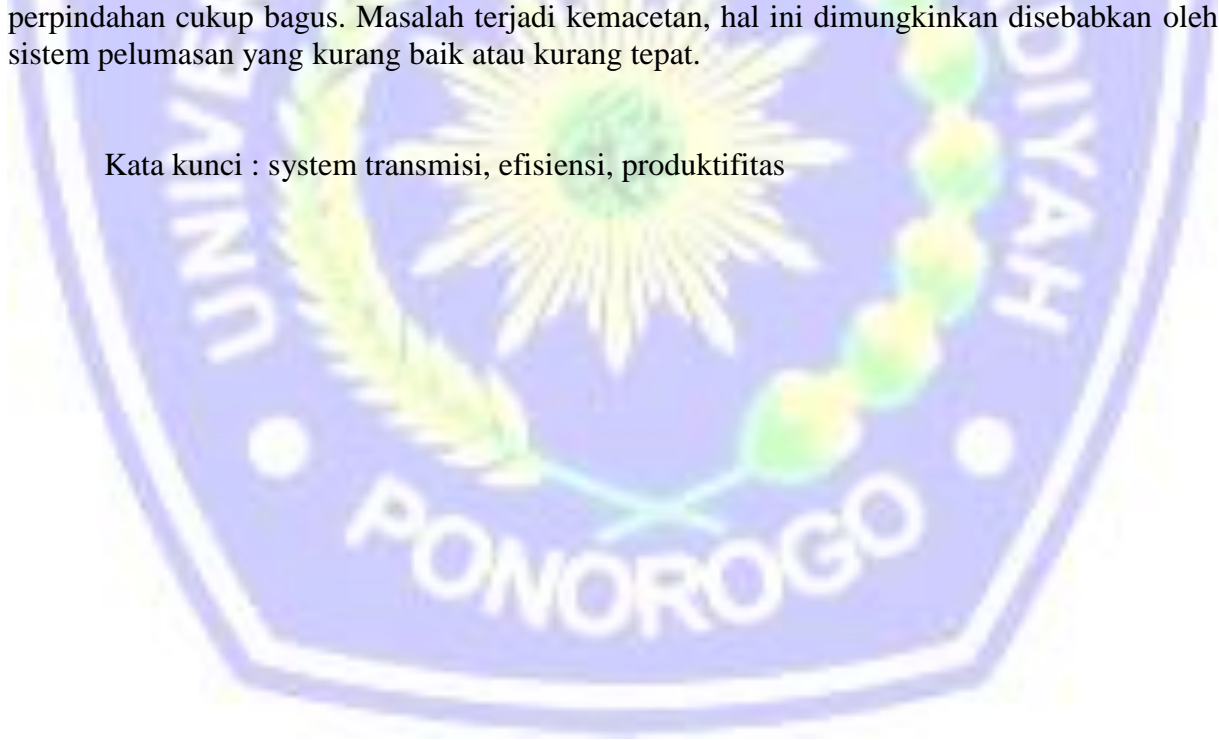 perpindahan cukup bagus. Masalah terjadi kemacetan, hal ini dimungkinkan disebabkan oleh
sistem pelumasan yang kurang baik atau kurang tepat.
Kata kunci : system transmisi, efisiensi, produktifitas
PONOROGO